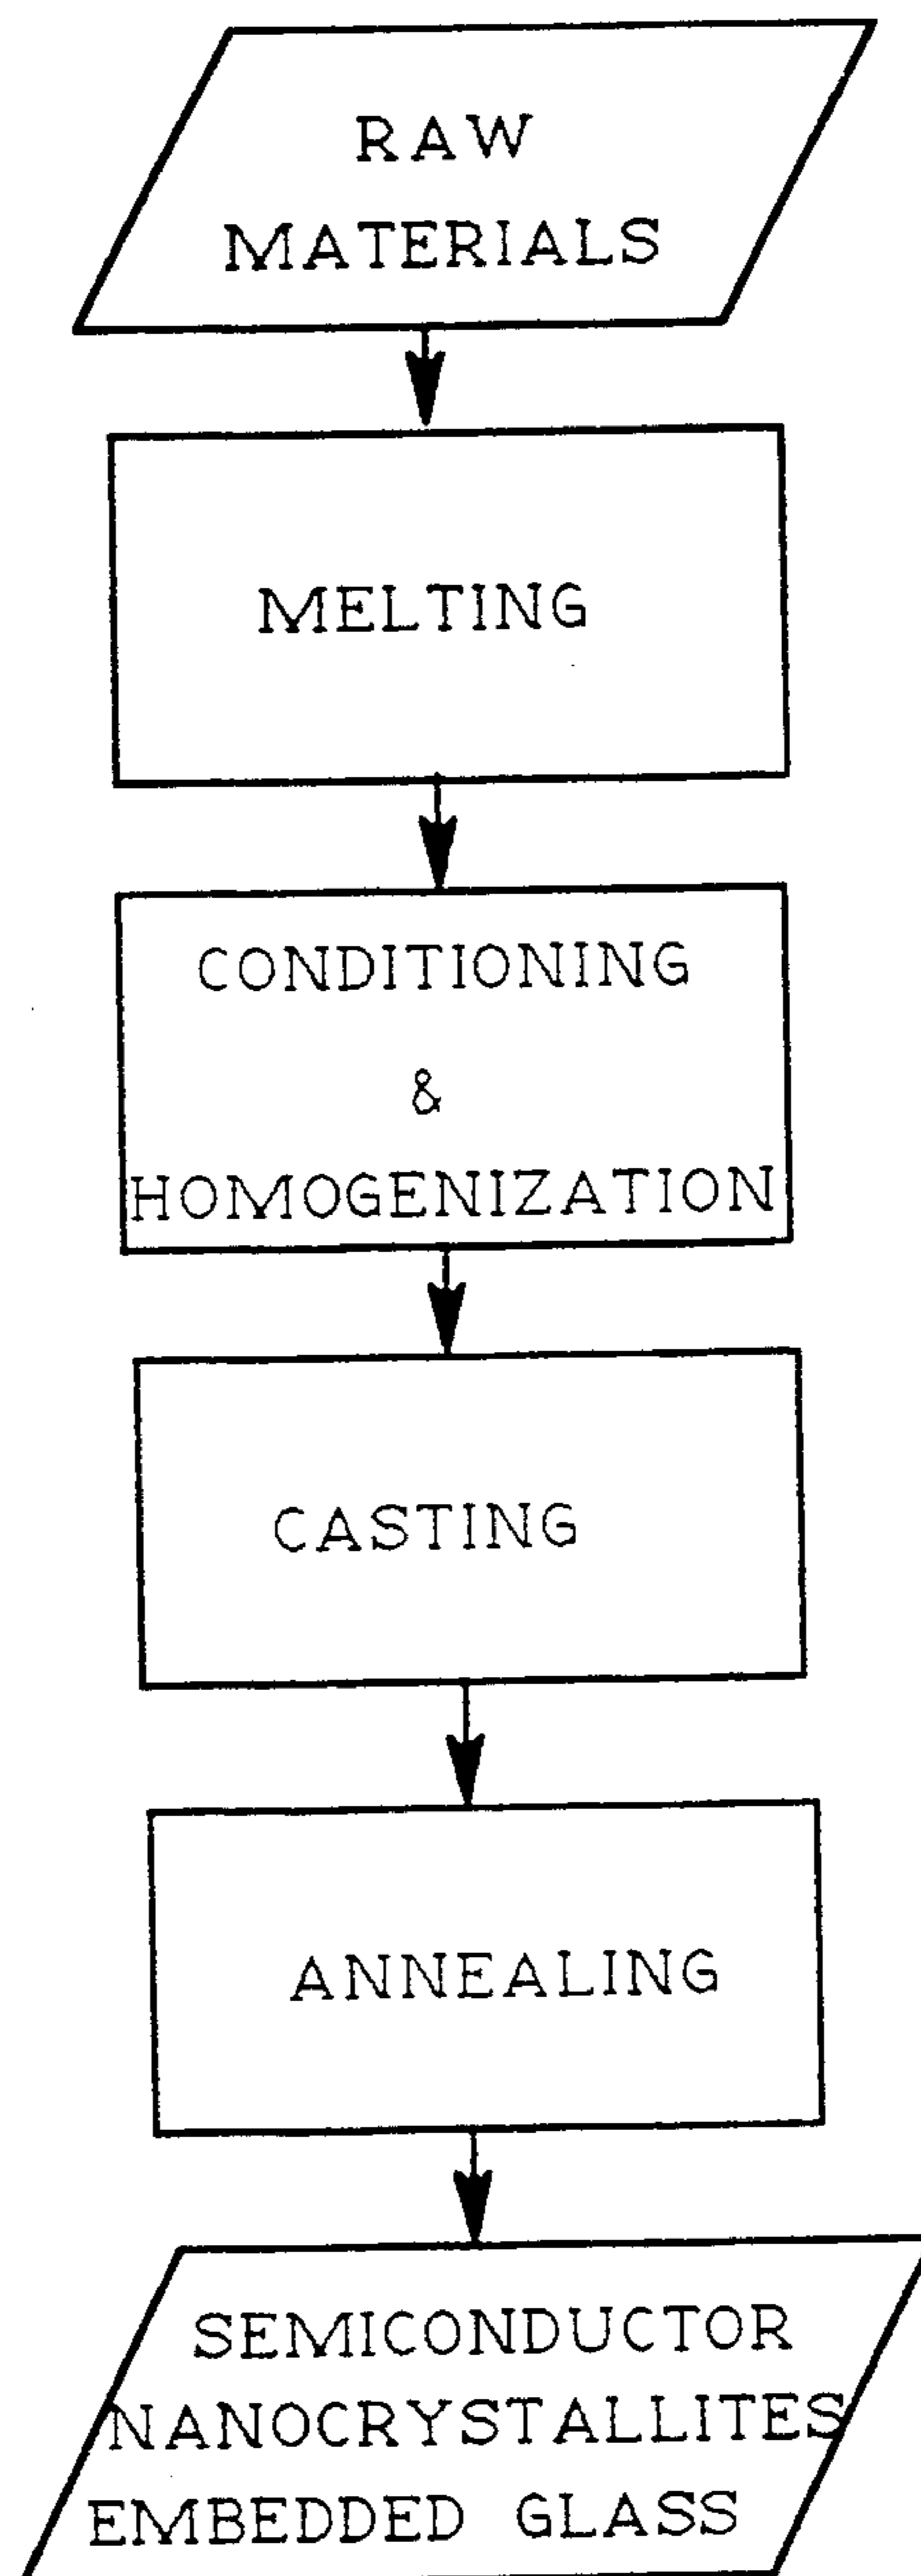 RAW
MATERIALS
MELTING
CONDITIONING
&
HOMOGENIZATION
CASTING
ANNEALING
SEMICONDUCTOR
NANOCRYSTALLITES
EMBEDDED GLASS